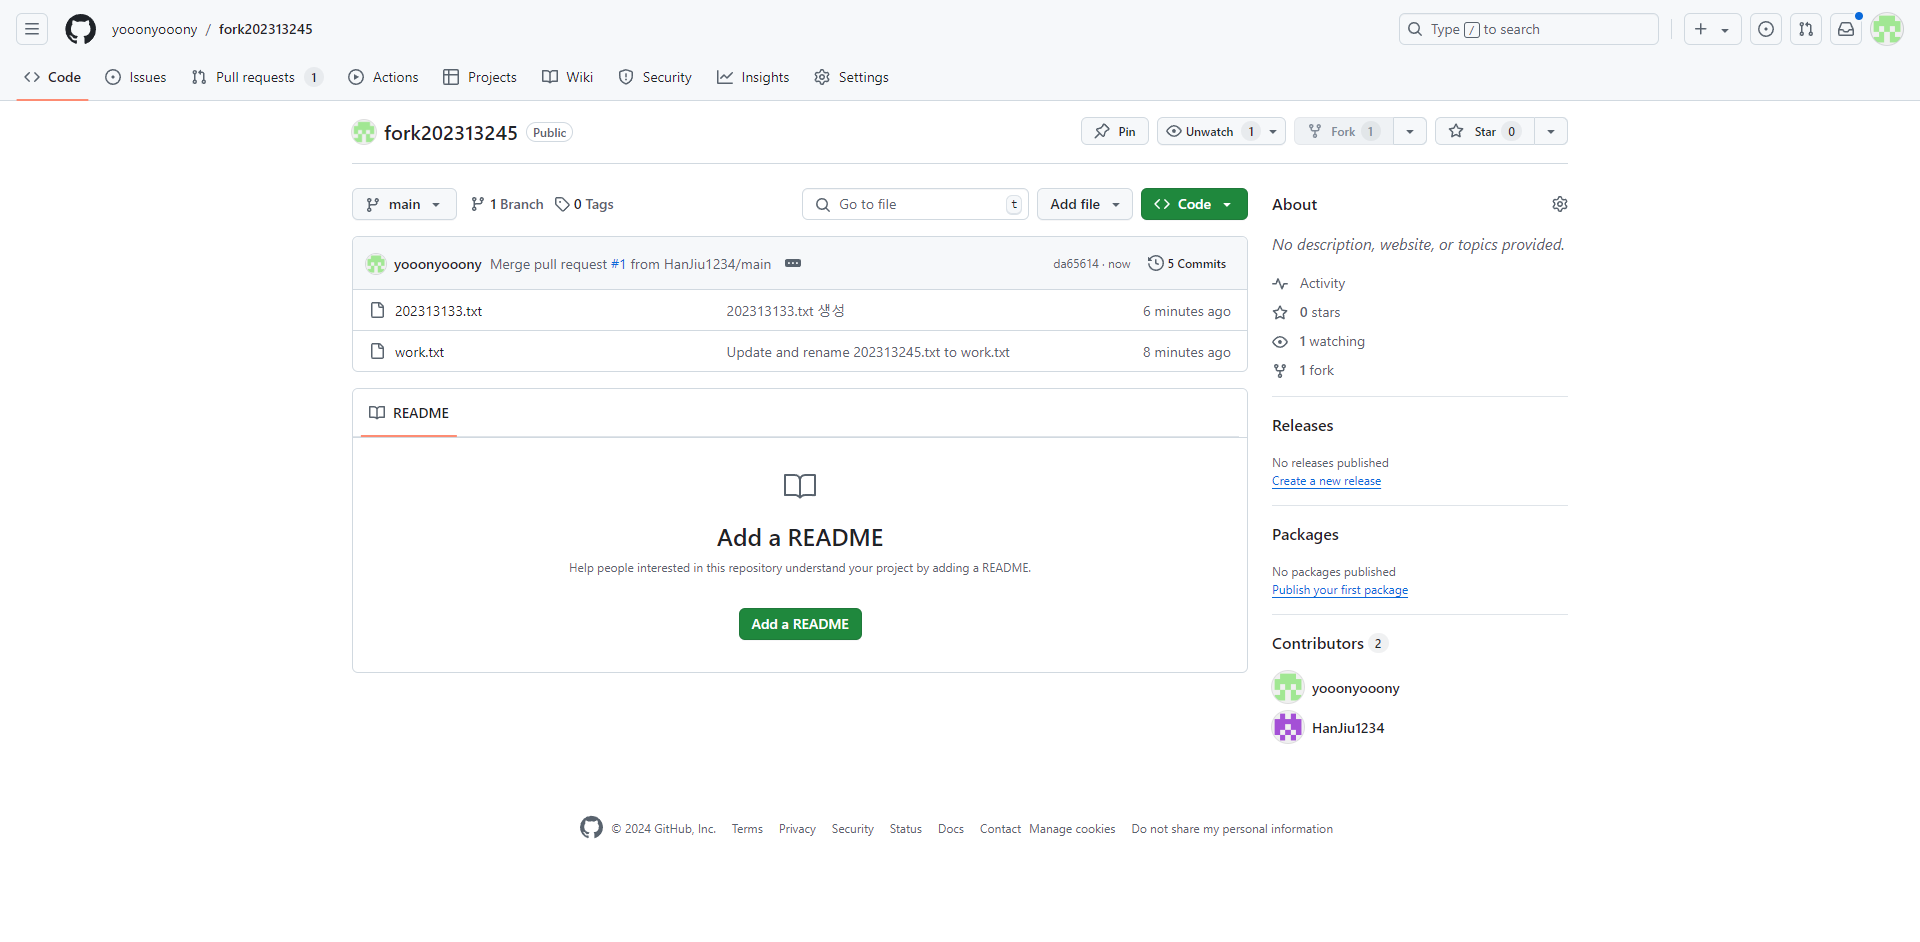 yooonyooony / fork202313245
Type / to search
Code
Issues
Pull requests 1
Actions
Projects
Wiki
Security
Insights
Settings
fork202313245 Public
Pin
Unwatch 1
Fork 1
Star 0
main
1 Branch
0 Tags
Go to file t
Add file
Code
yooonyooony Merge pull request #1 from HanJiu1234/main
da65614 · now
5 Commits
202313133.txt
202313133.txt 생성
6 minutes ago
work.txt
Update and rename 202313245.txt to work.txt
8 minutes ago
README
Add a README
Help people interested in this repository understand your project by adding a README.
Add a README
About
No description, website, or topics provided.
Activity
0 stars
1 watching
1 fork
Releases
No releases published
Create a new release
Packages
No packages published
Publish your first package
Contributors 2
yooonyooony
HanJiu1234
© 2024 GitHub, Inc.
Terms
Privacy
Security
Status
Docs
Contact
Manage cookies
Do not share my personal information